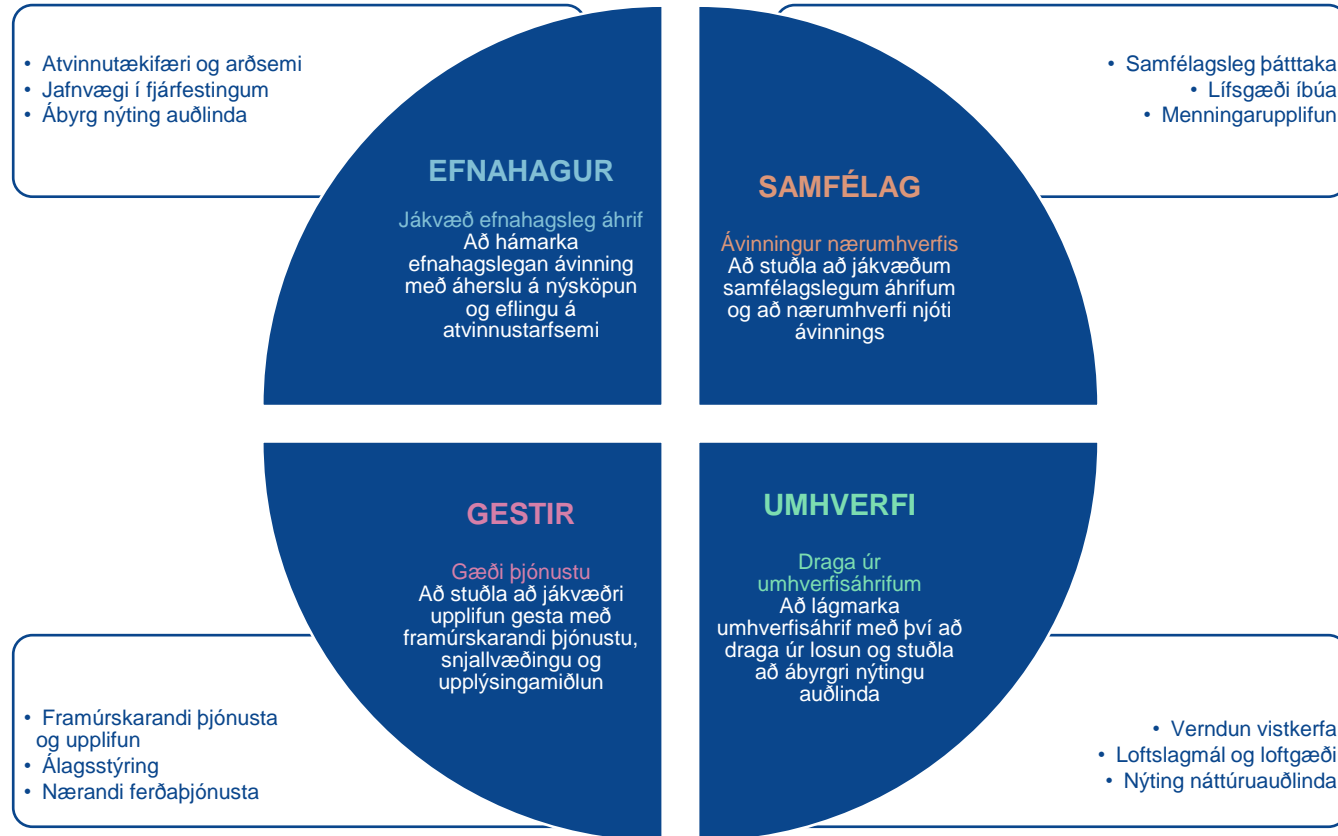 • Atvinnutækifæri og arðsemi
• Jafnvægi í fjárfestingum
• Ábyrg nýting auðlinda
EFNAHAGUR
Jákvæð efnahagsleg áhrif
Að hámarka
efnahagslegan ávinning
með áherslu á nýsköpun
og eflingu á
atvinnustarfsemi
• Samfélagsleg þátttaka
• Lífsgæði íbúa
• Menningarupplifun
SAMFÉLAG
Ávinningur nærumhverfis
Að stuðla að jákvæðum
samfélagslegum áhrifum
og að nærumhverfi njóti
ávinnings
GESTIR
Gæði þjónustu
Að stuðla að jákvæðri
upplifun gesta með
framúrskarandi þjónustu,
snjallvæðingu og
upplýsingamiðlun
• Framúrskarandi þjónusta
og upplifun
• Álagsstýring
• Nærandi ferðaþjónusta
UMHVERFI
Draga úr
umhverfisáhrifum
Að lágmarka
umhverfisáhrif með því að
draga úr losun og stuðla
að ábyrgri nýtingu
auðlinda
• Verndun vistkerfa
• Loftslagmál og loftgæði
• Nýting náttúruauðlinda